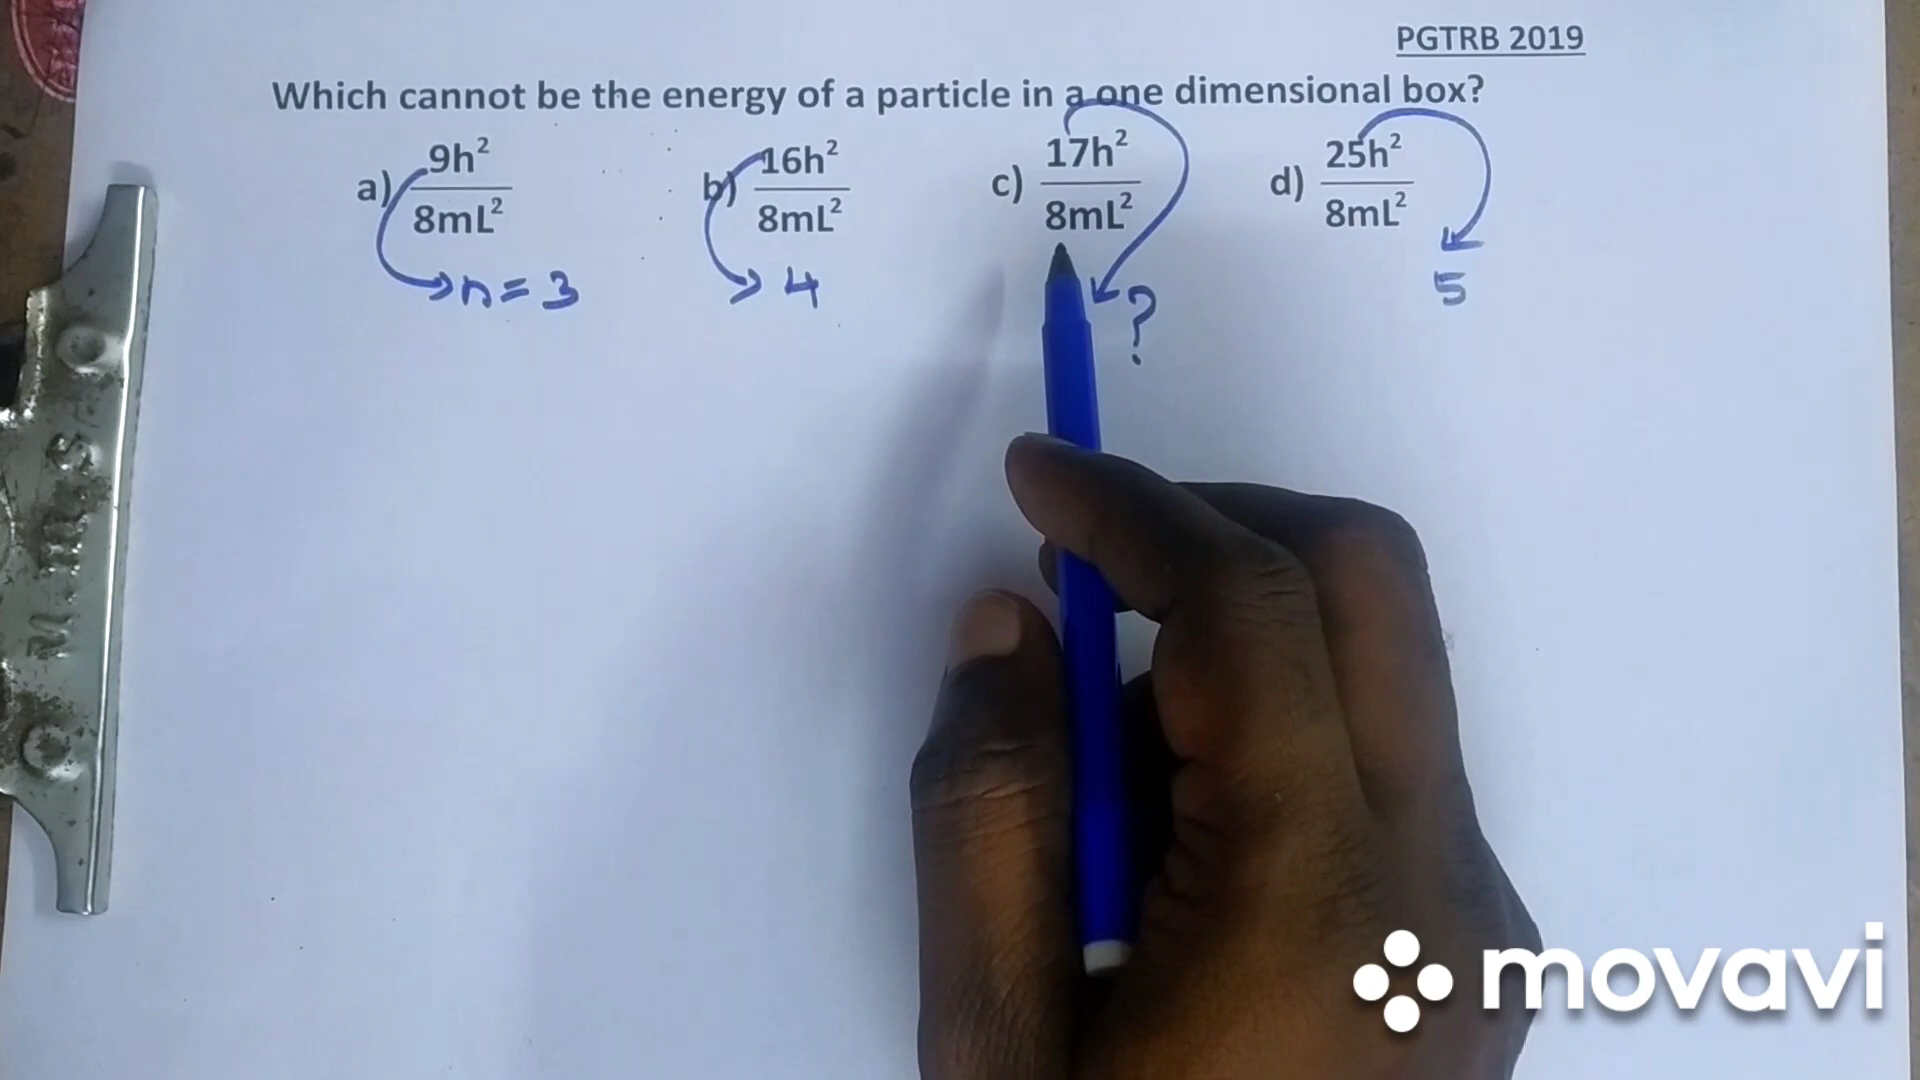 PGTRB 2019
Which cannot be the energy of a particle in a one dimensional box?
a) 9h²/8mL² b) 16h²/8mL² c) 17h²/8mL² d) 25h²/8mL²
n = 3 4 ? 5
M.m.s
movavi